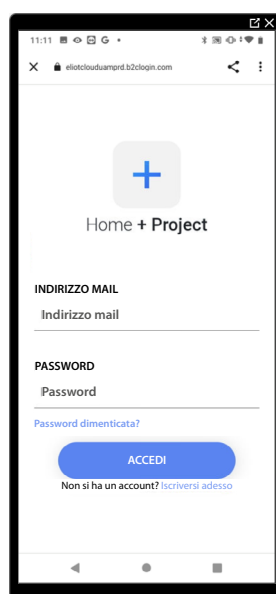 11:11
eliotclouduamprd.b2clogin.com
Home + Project
INDIRIZZO MAIL
Indirizzo mail
PASSWORD
Password
Password dimenticata?
ACCEDI
Non si ha un account? Iscriversi adesso